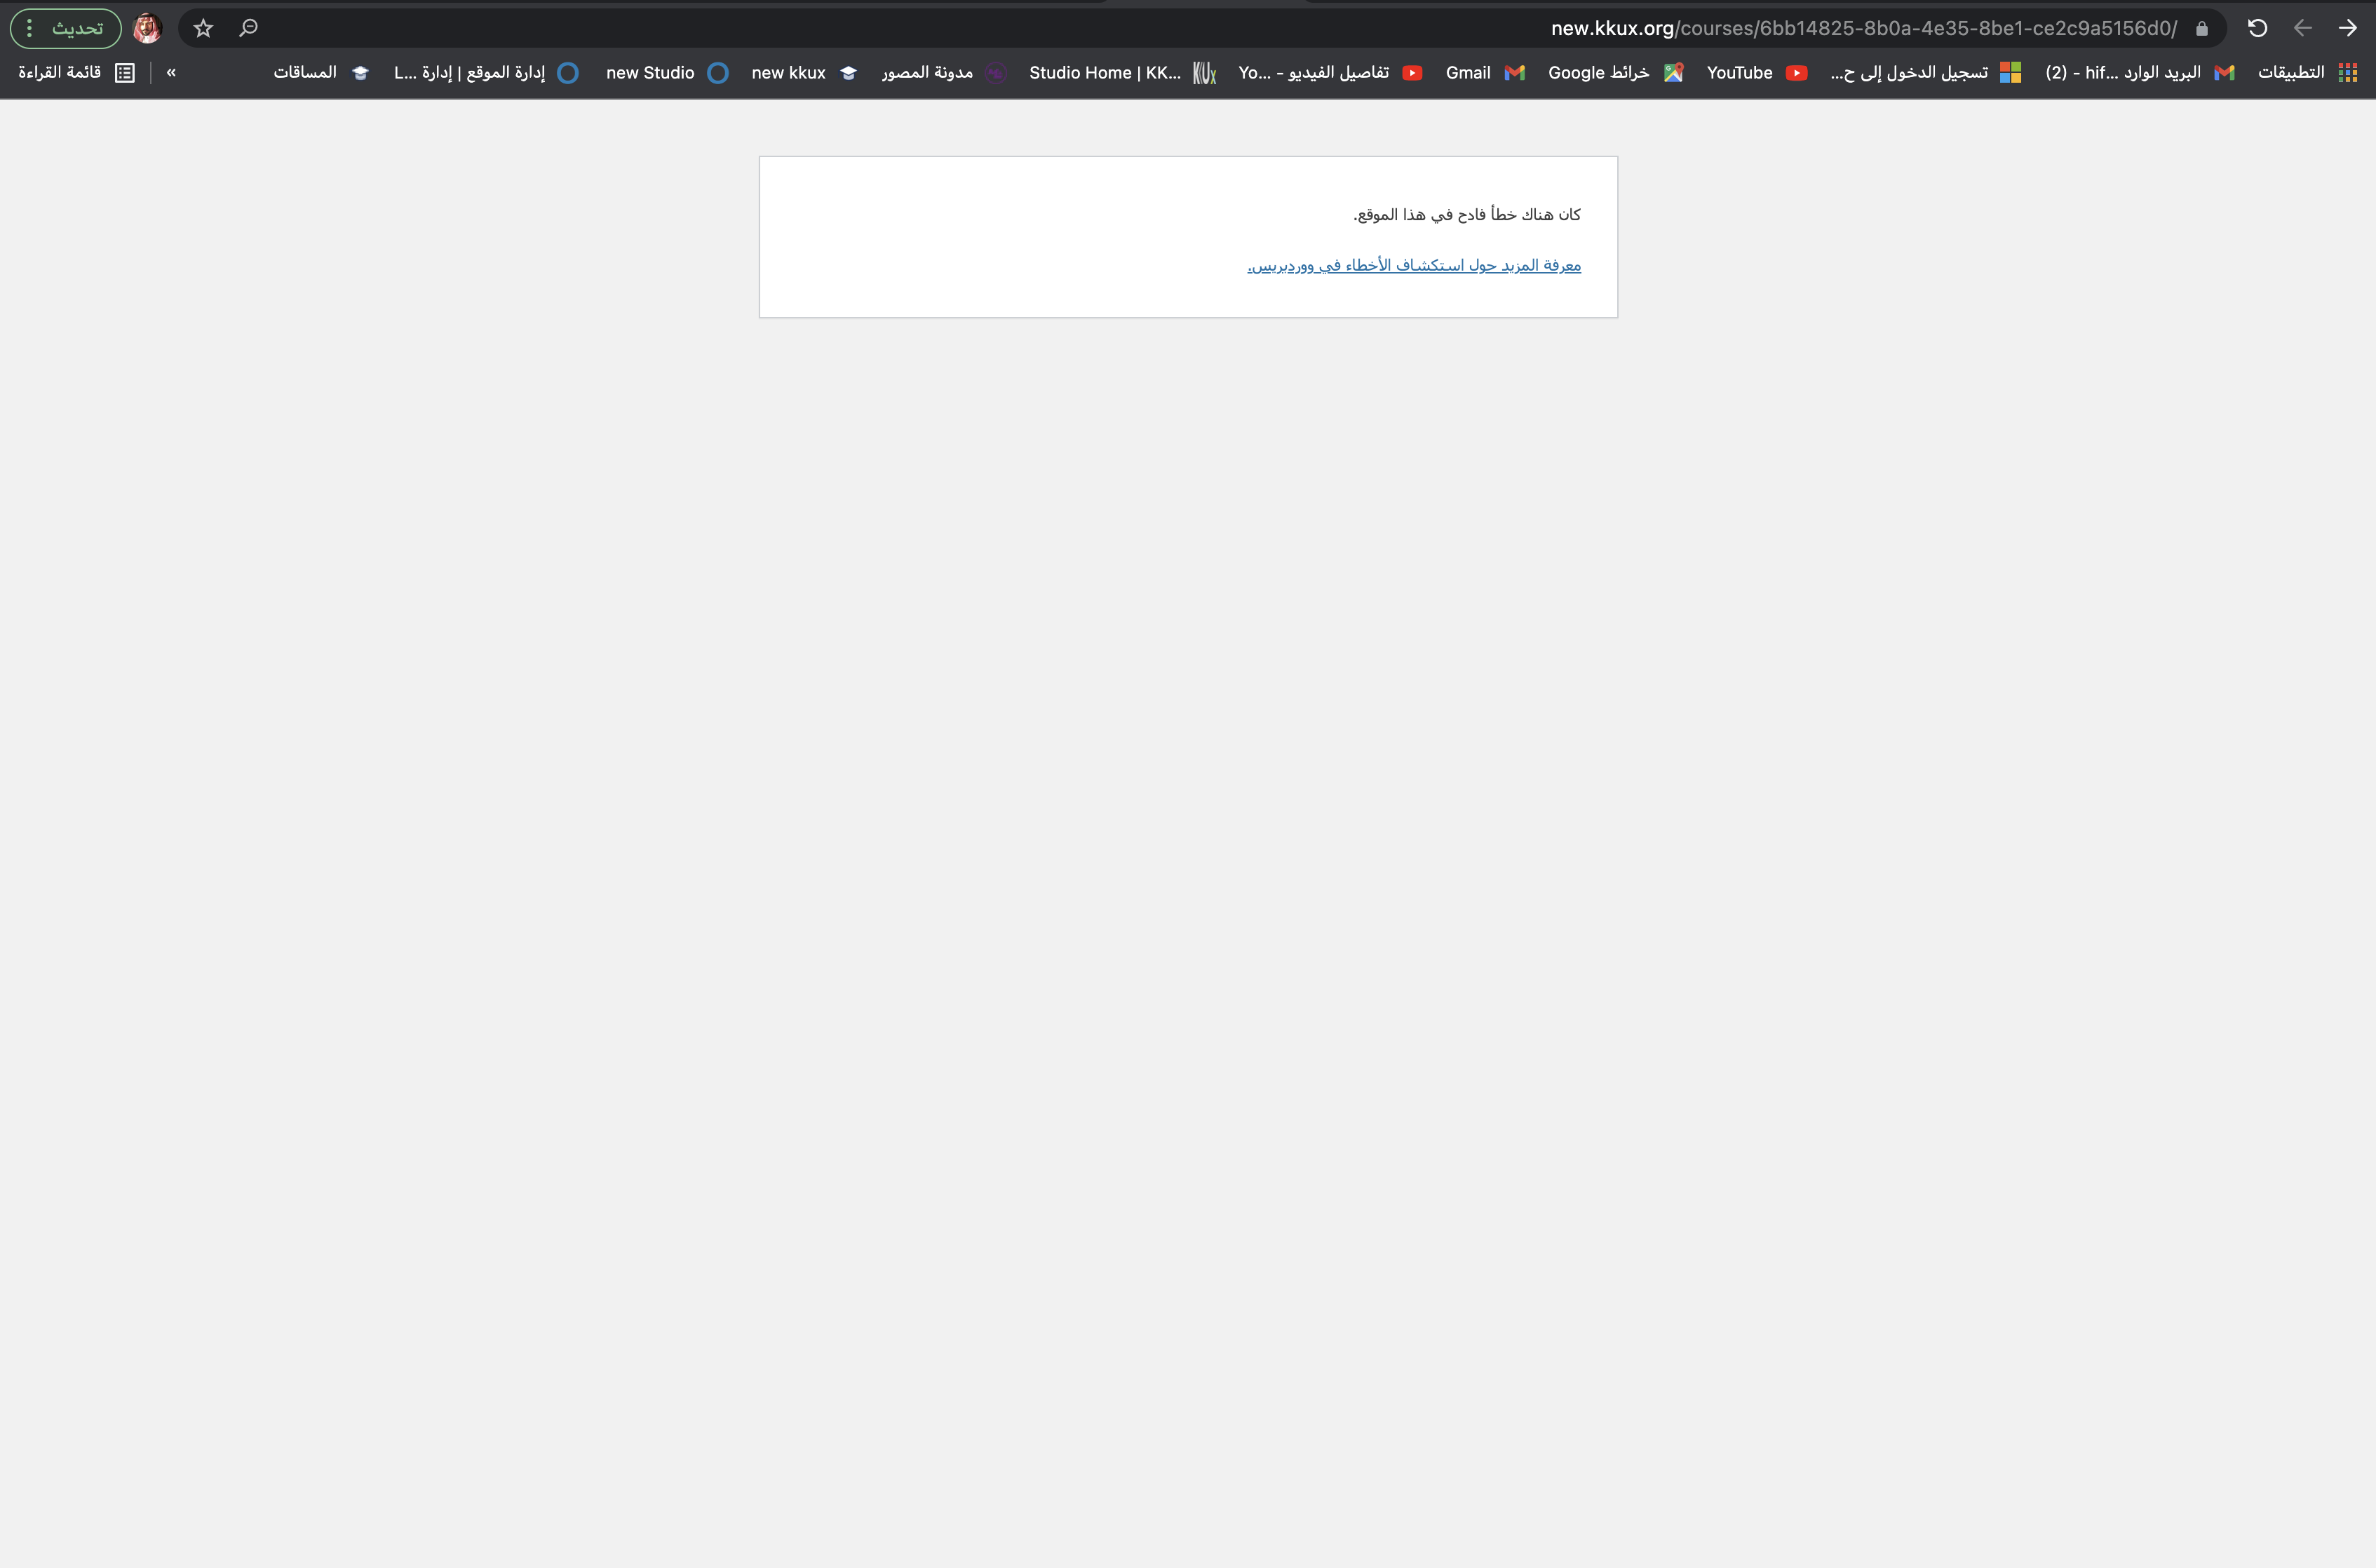 new.kkux.org/courses/6bb14825-8b0a-4e35-8be1-ce2c9a5156d0/
تحديث
التطبيقات
البريد الوارد (2) - hif...
تسجيل الدخول إلى ح...
YouTube
خرائط Google
Gmail
تفاصيل الفيديو - Yo...
Studio Home | KK...
مدونة المصور
new kkux
new Studio
إدارة الموقع | إدارة L...
المساقات
»
قائمة القراءة
كان هناك خطأ فادح في هذا الموقع.
معرفة المزيد حول استكشاف الأخطاء في ووردبريس.